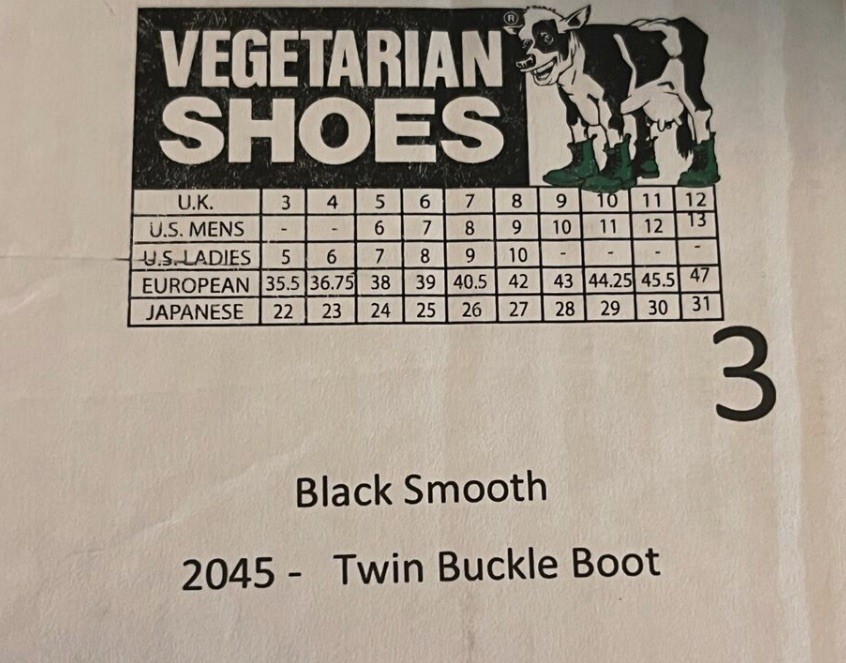 VEGETARIAN ®
SHOES
U.K. 3 4 5 6 7 8 9 10 11 12
U.S. MENS - - 6 7 8 9 10 11 12 13
U.S. LADIES 5 6 7 8 9 10 - - - -
EUROPEAN 35.5 36.75 38 39 40.5 42 43 44.25 45.5 47
JAPANESE 22 23 24 25 26 27 28 29 30 31
3
Black Smooth
2045 - Twin Buckle Boot